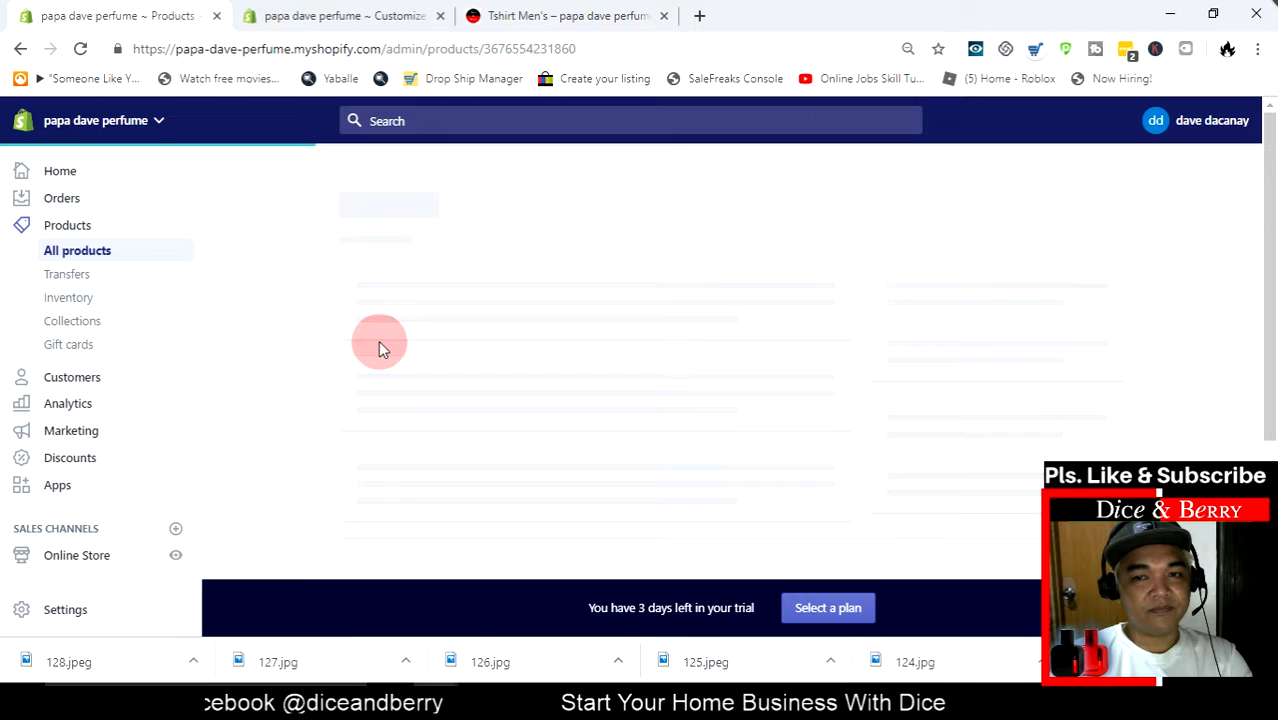 papa dave perfume ~ Products
papa dave perfume ~ Customize
Tshirt Men's – papa dave perfum
https://papa-dave-perfume.myshopify.com/admin/products/3676554231860
2
"Someone Like Y...
Watch free movies...
Yaballe
Drop Ship Manager
Create your listing
SaleFreaks Console
Online Jobs Skill Tu...
(5) Home - Roblox
Now Hiring!
papa dave perfume
Search
dd
dave dacanay
Home
Orders
Products
All products
Transfers
Inventory
Collections
Gift cards
Customers
Analytics
Marketing
Discounts
Apps
SALES CHANNELS
Online Store
Settings
You have 3 days left in your trial
Select a plan
Pls. Like & Subscribe
Dice & Berry
128.jpeg
127.jpg
126.jpg
125.jpeg
124.jpg
cebook @diceandberry
Start Your Home Business With Dice